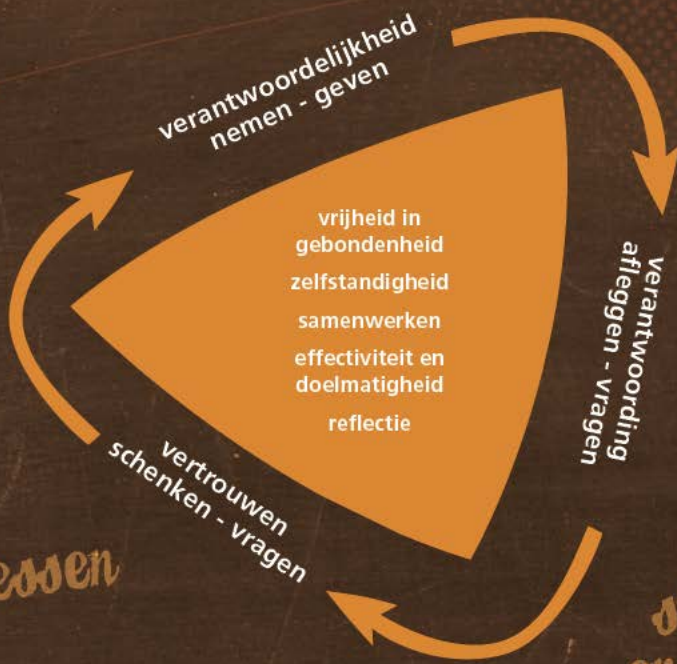 verantwoordelijkheid
nemen - geven
vrijheid in
gebondenheid
zelfstandigheid
samenwerken
effectiviteit en
doelmatigheid
reflectie
verantwoording
afleggen - vragen
vertrouwen
schenken - vragen